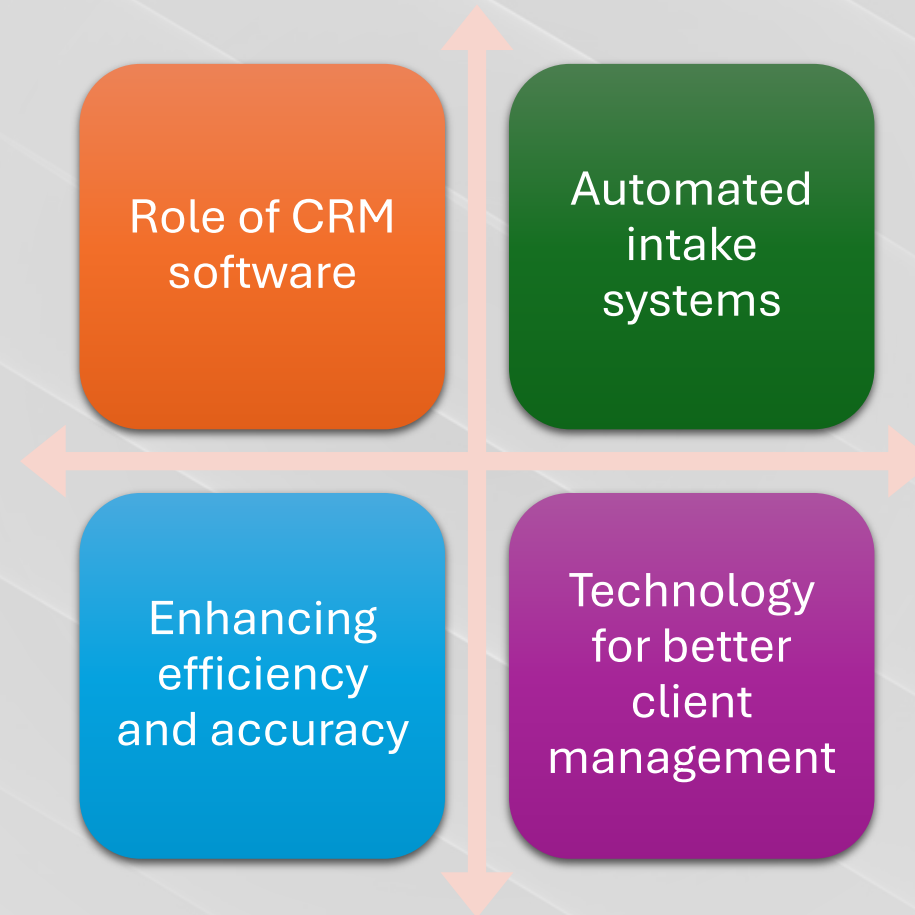 Role of CRM
software
Automated
intake
systems
Enhancing
efficiency
and accuracy
Technology
for better
client
management